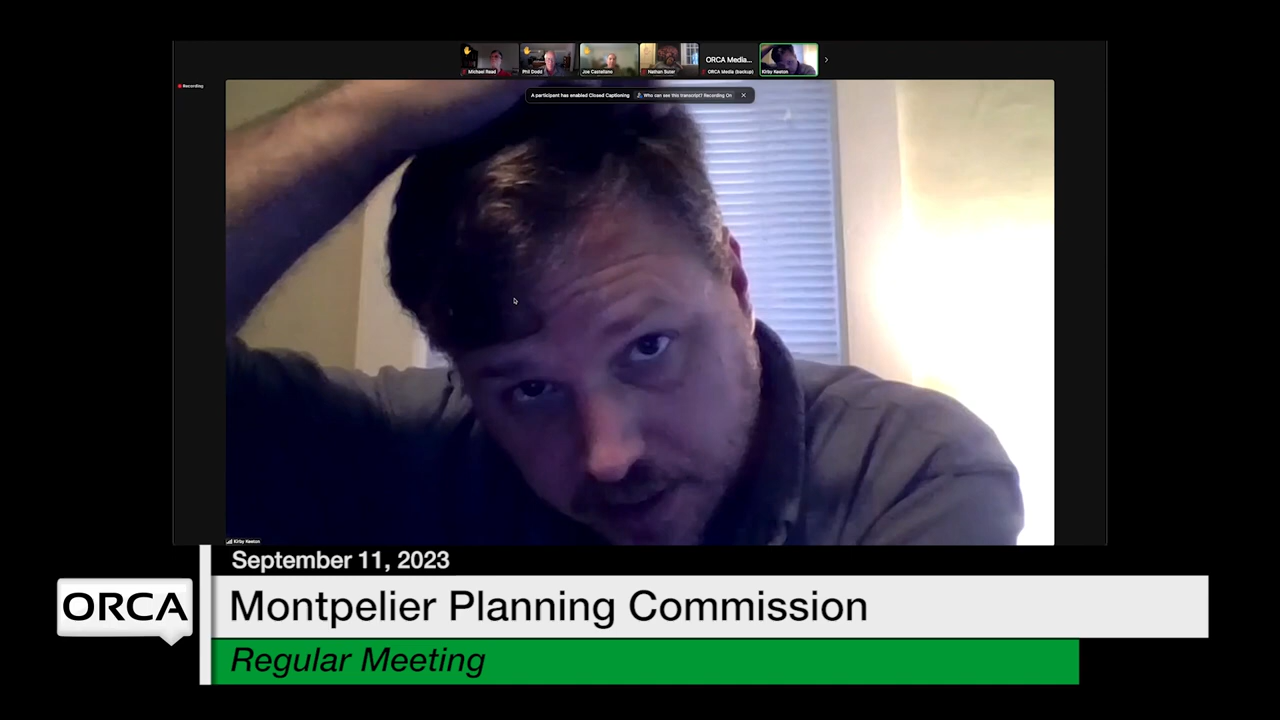 ORCA Media...
Michael Read
Phil Dodd
Joe Castellano
Nathan Suter
ORCA Media (backup)
Kirby Keeton
Recording
A participant has enabled Closed Captioning
Who can see this transcript? Recording On
Kirby Keeton
September 11, 2023
ORCA
Montpelier Planning Commission
Regular Meeting